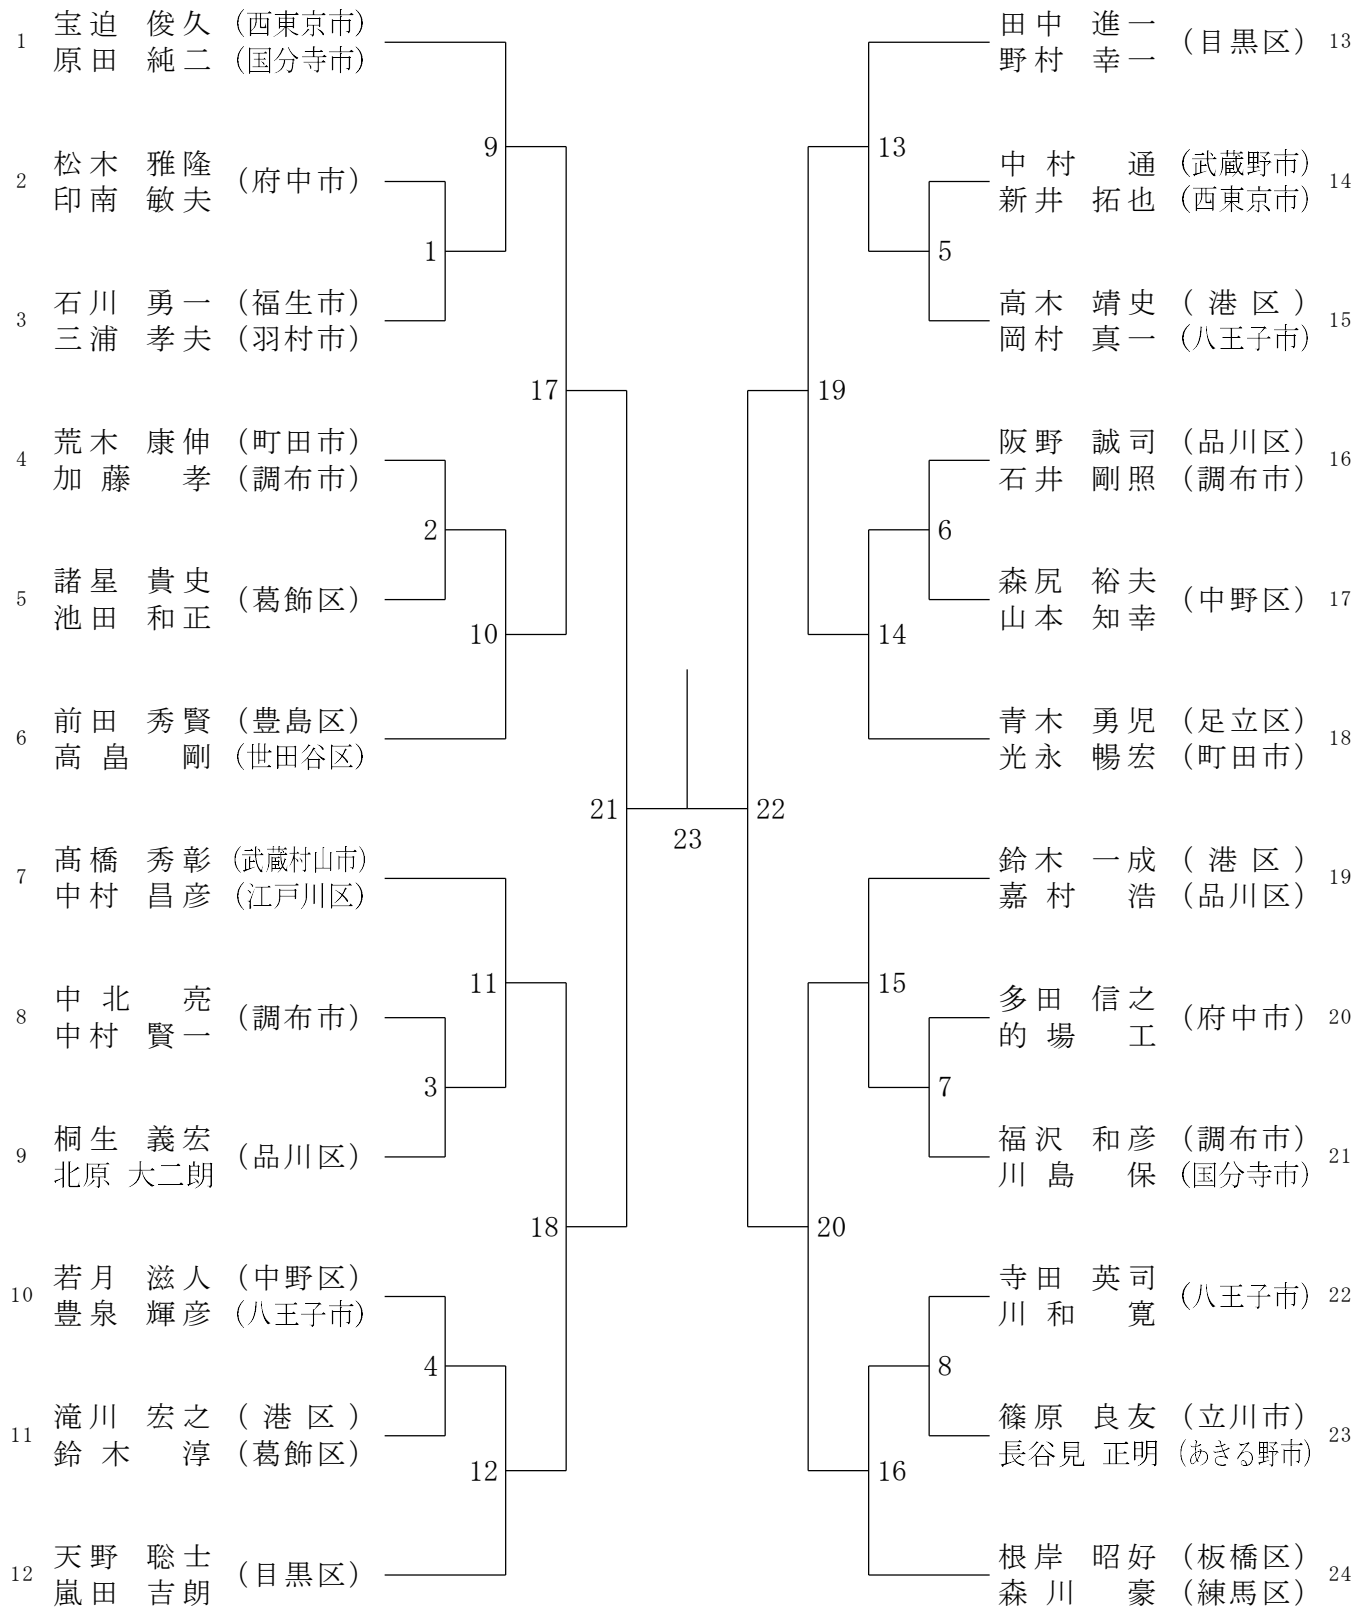 1 宝迫 俊久 (西東京市)
原田 純二 (国分寺市)
2 松木 雅隆 (府中市)
印南 敏夫
3 石川 勇一 (福生市)
三浦 孝夫 (羽村市)
4 荒木 康伸 (町田市)
加藤 孝 (調布市)
5 諸星 貴史 (葛飾区)
池田 和正
6 前田 秀賢 (豊島区)
高畠 剛 (世田谷区)
7 髙橋 秀彰 (武蔵村山市)
中村 昌彦 (江戸川区)
8 中北 亮 (調布市)
中村 賢一
9 桐生 義宏 (品川区)
北原 大二朗
10 若月 滋人 (中野区)
豊泉 輝彦 (八王子市)
11 滝川 宏之 (港区)
鈴木 淳 (葛飾区)
12 天野 聡士 (目黒区)
嵐田 吉朗
9
1
17
2
10
21
11
3
18
4
12
23
22
13
5
19
6
14
15
7
20
8
16
田中 進一 (目黒区) 13
野村 幸一
中村 通 (武蔵野市) 14
新井 拓也 (西東京市)
高木 靖史 (港区) 15
岡村 真一 (八王子市)
阪野 誠司 (品川区) 16
石井 剛照 (調布市)
森尻 裕夫 (中野区) 17
山本 知幸
青木 勇児 (足立区) 18
光永 暢宏 (町田市)
鈴木 一成 (港区) 19
嘉村 浩 (品川区)
多田 信之 (府中市) 20
的場 工
福沢 和彦 (調布市) 21
川島 保 (国分寺市)
寺田 英司 (八王子市) 22
川和 寛
篠原 良友 (立川市) 23
長谷見 正明 (あきる野市)
根岸 昭好 (板橋区) 24
森川 豪 (練馬区)